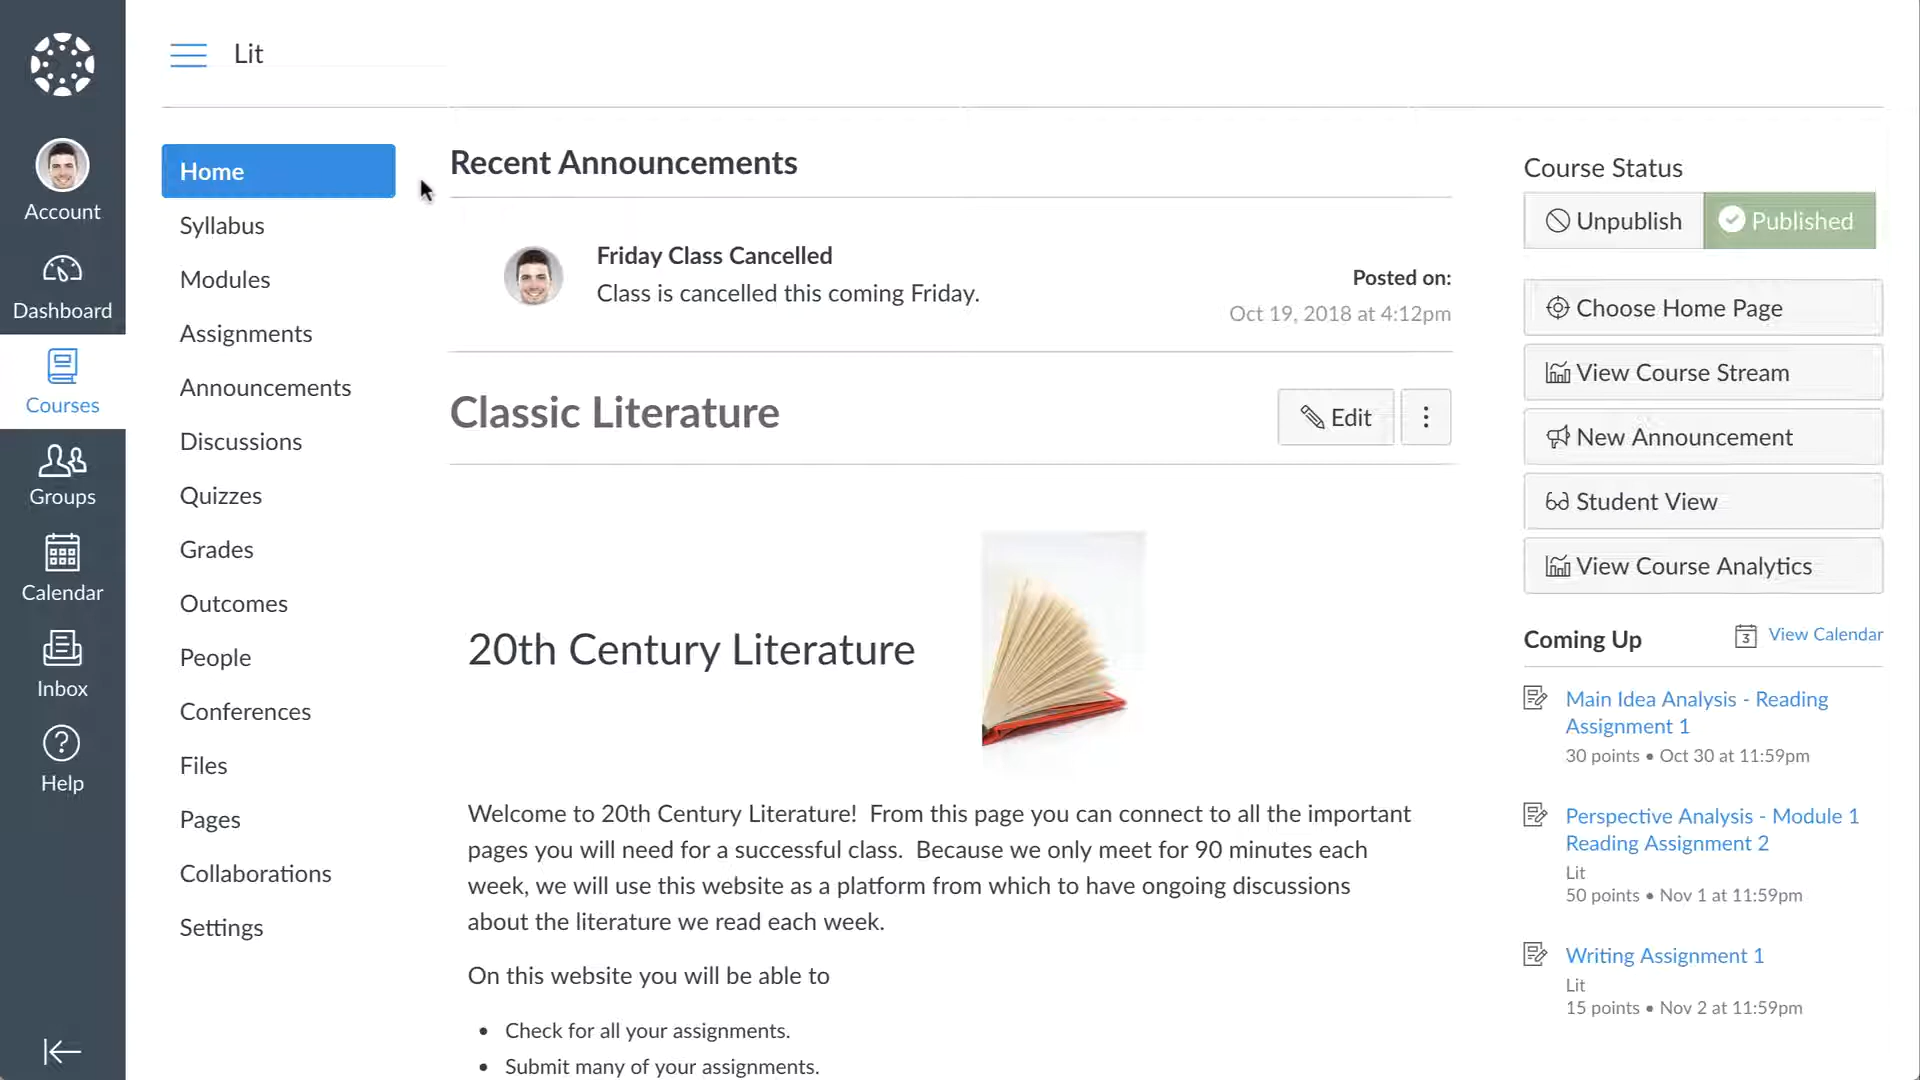 Lit
Account
Dashboard
Courses
Groups
Calendar
Inbox
Help
Home
Syllabus
Modules
Assignments
Announcements
Discussions
Quizzes
Grades
Outcomes
People
Conferences
Files
Pages
Collaborations
Settings
Recent Announcements
Friday Class Cancelled
Class is cancelled this coming Friday.
Posted on:
Oct 19, 2018 at 4:12pm
Classic Literature
Edit
20th Century Literature
Welcome to 20th Century Literature!  From this page you can connect to all the important
pages you will need for a successful class.  Because we only meet for 90 minutes each
week, we will use this website as a platform from which to have ongoing discussions
about the literature we read each week.
On this website you will be able to
• Check for all your assignments.
• Submit many of your assignments.
Course Status
Unpublish
Published
Choose Home Page
View Course Stream
New Announcement
Student View
View Course Analytics
Coming Up
3 View Calendar
Main Idea Analysis - Reading
Assignment 1
30 points • Oct 30 at 11:59pm
Perspective Analysis - Module 1
Reading Assignment 2
Lit
50 points • Nov 1 at 11:59pm
Writing Assignment 1
Lit
15 points • Nov 2 at 11:59pm